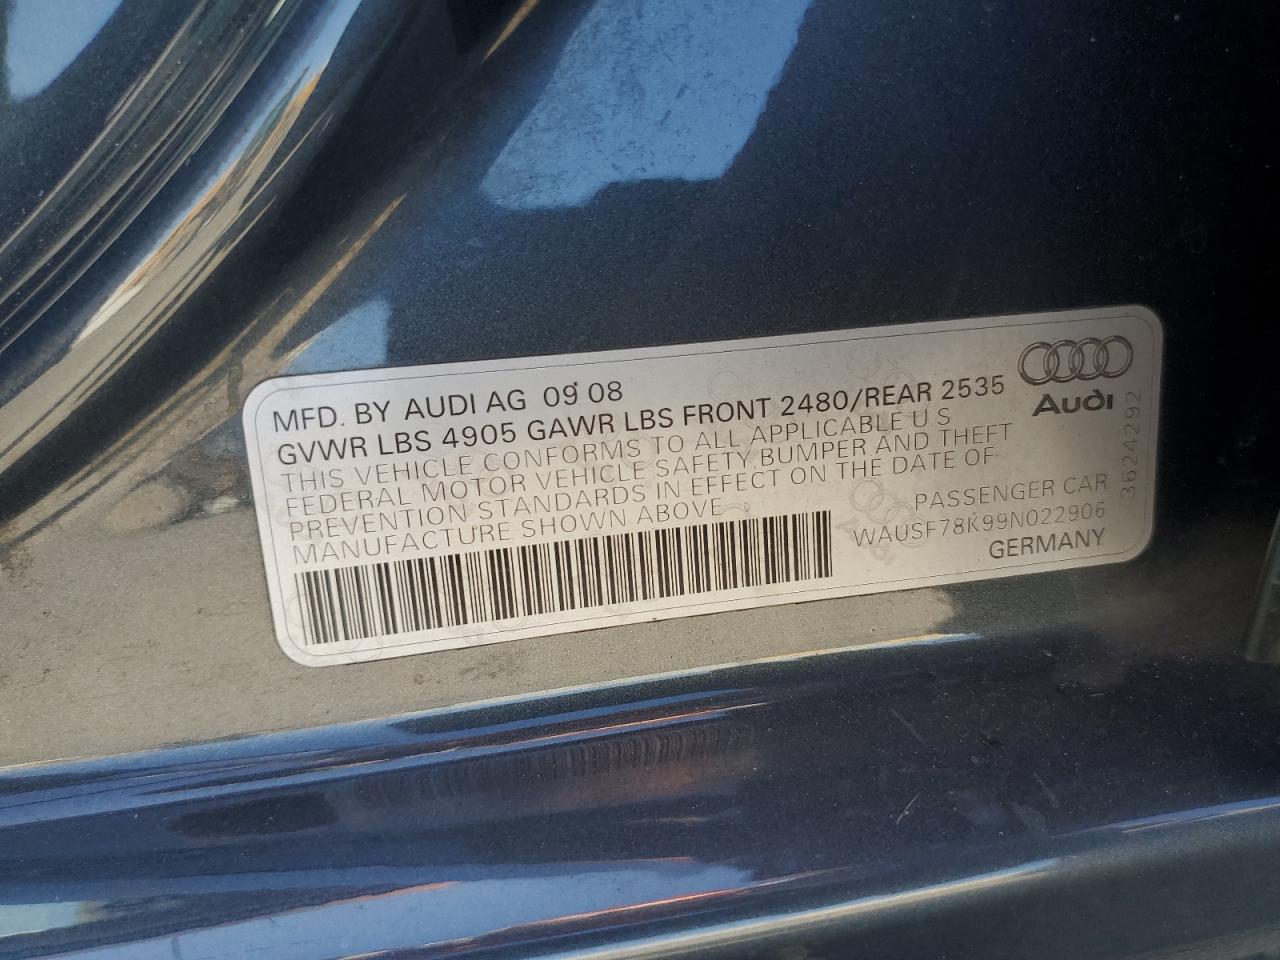 MFD. BY AUDI AG 09 08
GVWR LBS 4905 GAWR LBS FRONT 2480/REAR 2535
THIS VEHICLE CONFORMS TO ALL APPLICABLE U S
FEDERAL MOTOR VEHICLE SAFETY, BUMPER AND THEFT
PREVENTION STANDARDS IN EFFECT ON THE DATE OF
MANUFACTURE SHOWN ABOVE
Audi
PASSENGER CAR
WAUSF78K99N022906
GERMANY
3624292